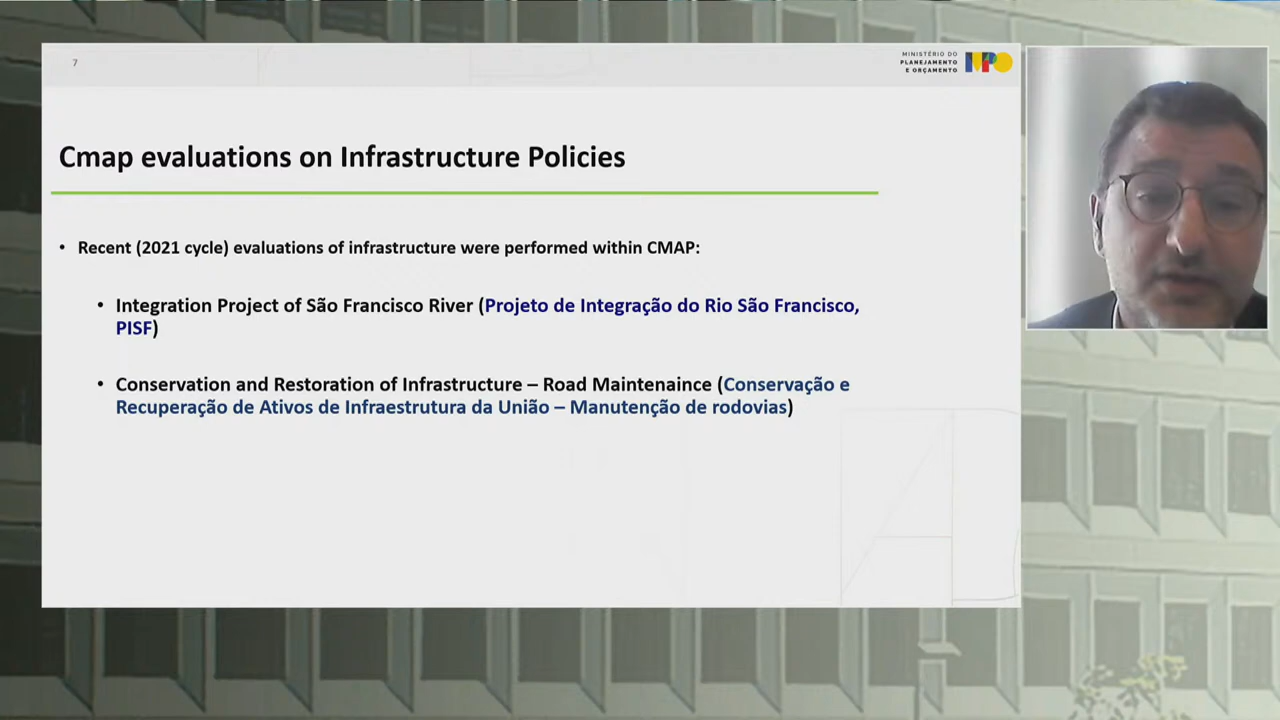 7
MINISTÉRIO DO
PLANEJAMENTO
E ORÇAMENTO
MPO
Cmap evaluations on Infrastructure Policies
• Recent (2021 cycle) evaluations of infrastructure were performed within CMAP:
• Integration Project of São Francisco River (Projeto de Integração do Rio São Francisco,
PISF)
• Conservation and Restoration of Infrastructure – Road Maintenaince (Conservação e
Recuperação de Ativos de Infraestrutura da União – Manutenção de rodovias)